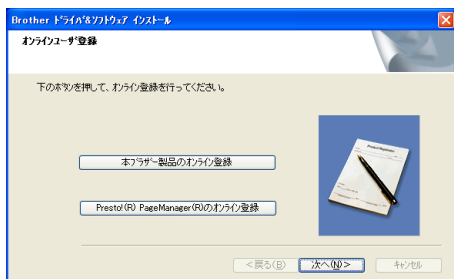 Brother ドライバ&ソフトウェア インストール
オンラインユーザ登録
下のボタンを押して、オンライン登録を行ってください。
本ブラザー製品のオンライン登録
Presto!(R) PageManager(R)のオンライン登録
<戻る(B)
次へ(N)>
キャンセル